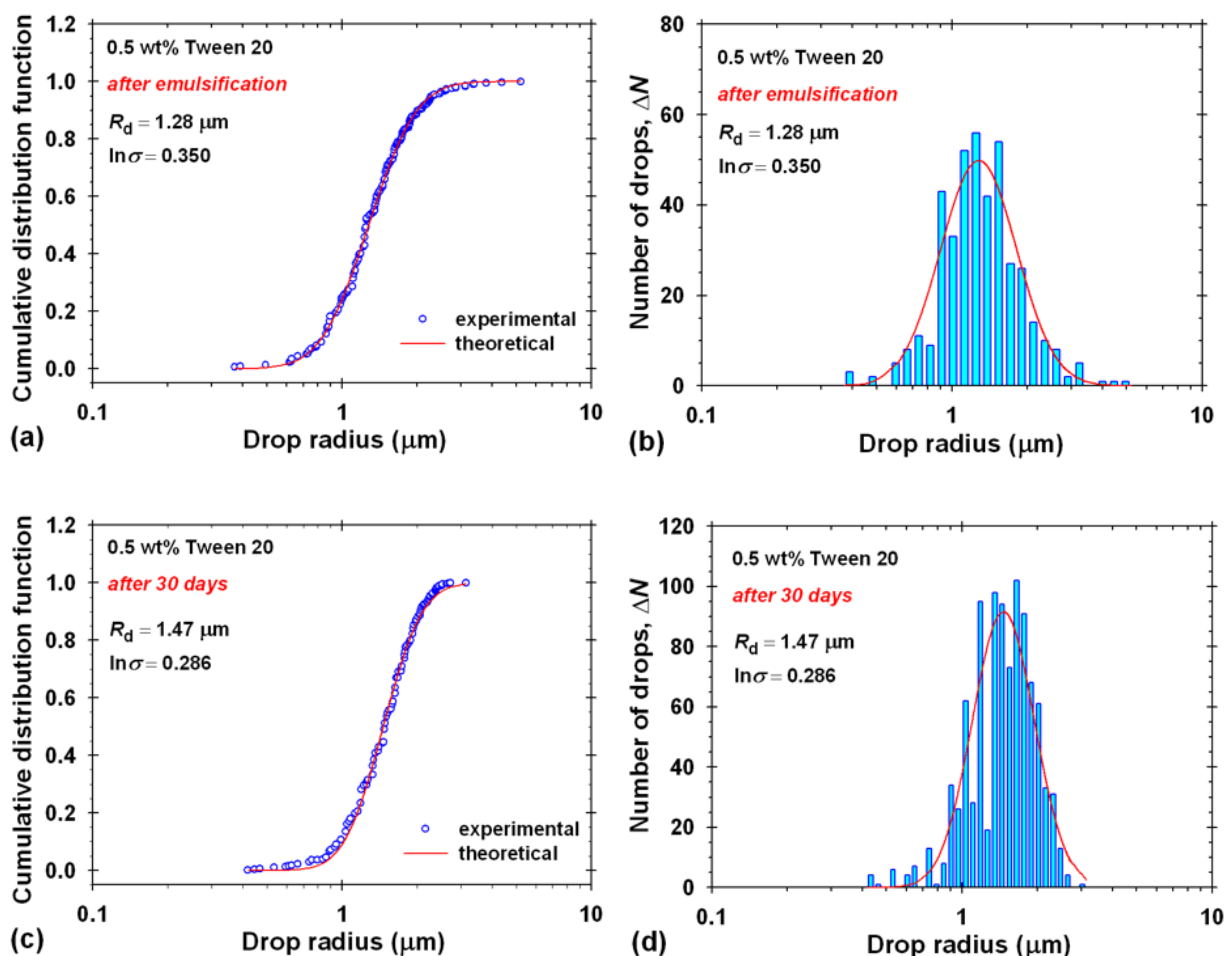 1.2
1.0
0.8
0.6
0.4
0.2
0.0
Cumulative distribution function
0.5 wt% Tween 20
after emulsification
Rd = 1.28 μm
lnσ = 0.350
experimental
theoretical
0.1
1
10
Drop radius (μm)
(a)
80
60
40
20
0
Number of drops, ΔN
0.5 wt% Tween 20
after emulsification
Rd = 1.28 μm
lnσ = 0.350
0.1
1
10
Drop radius (μm)
(b)
1.2
1.0
0.8
0.6
0.4
0.2
0.0
Cumulative distribution function
0.5 wt% Tween 20
after 30 days
Rd = 1.47 μm
lnσ = 0.286
experimental
theoretical
0.1
1
10
Drop radius (μm)
(c)
120
100
80
60
40
20
0
Number of drops, ΔN
0.5 wt% Tween 20
after 30 days
Rd = 1.47 μm
lnσ = 0.286
0.1
1
10
Drop radius (μm)
(d)